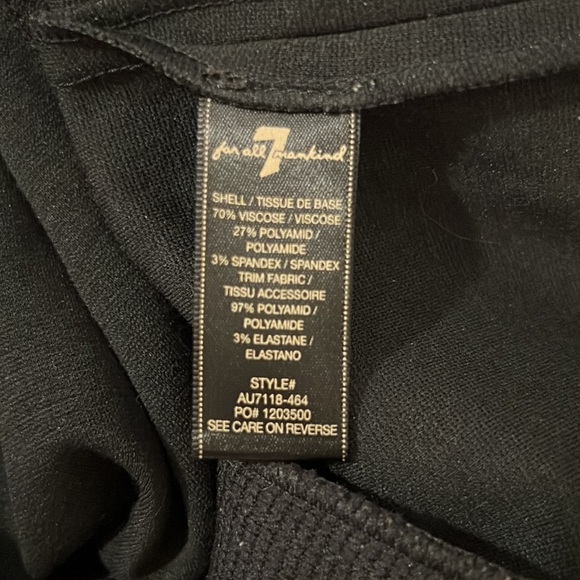 7
for all mankind
SHELL / TISSUE DE BASE
70% VISCOSE / VISCOSE
27% POLYAMID /
POLYAMIDE
3% SPANDEX / SPANDEX
TRIM FABRIC /
TISSU ACCESSOIRE
97% POLYAMID /
POLYAMIDE
3% ELASTANE /
ELASTANO
STYLE#
AU7118-464
PO# 1203500
SEE CARE ON REVERSE